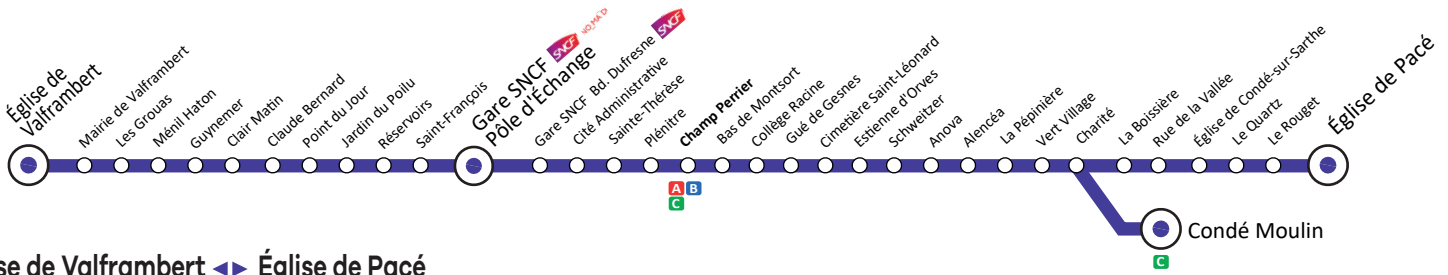 Église de
Valframbert
Mairie de Valframbert
Les Grouas
Ménil Haton
Guynemer
Clair Matin
Claude Bernard
Point du Jour
Jardin du Poilu
Réservoirs
Saint-François
Gare SNCF SNCF NOMAD
Pôle d'Échange
Gare SNCF Bd. Dufresne SNCF
Cité Administrative
Sainte-Thérèse
Plénitre
Champ Perrier
A B
C
Bas de Montsort
Collège Racine
Gué de Gesnes
Cimetière Saint-Léonard
Estienne d'Orves
Schweitzer
Anova
Alencéa
La Pépinière
Vert Village
Charité
La Boissière
Rue de la Vallée
Église de Condé-sur-Sarthe
Le Quartz
Le Rouget
Église de Pacé
Condé Moulin
C
se de Valframbert ◄► Église de Pacé